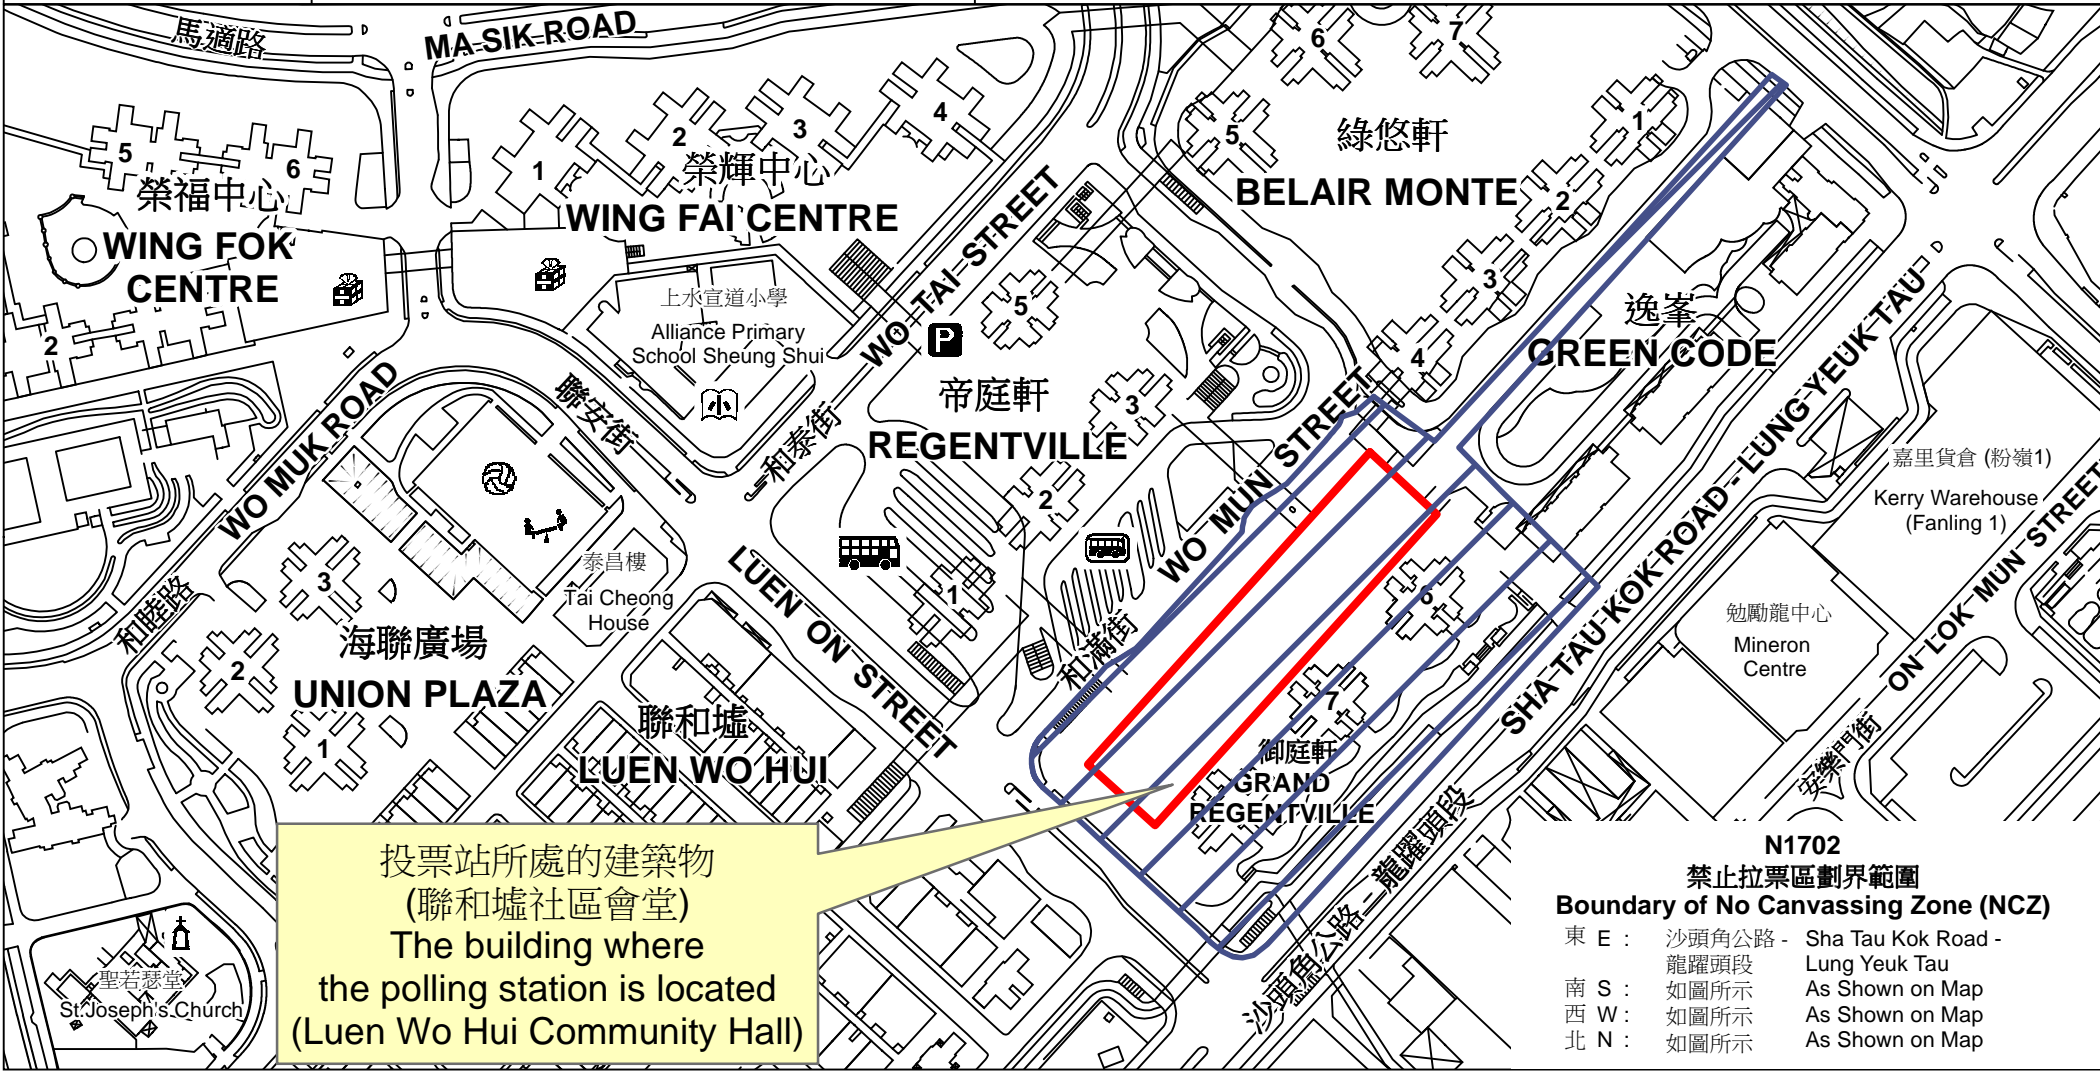 馬適路
MA SIK ROAD
6
7
5
6
榮福中心
WING FOK
CENTRE
1
2
3
4
榮輝中心
WING FAI CENTRE
5
綠悠軒
BELAIR MONTE
1
2
3
4
上水宣道小學
Alliance Primary
School Sheung Shui
小
WO TAI STREET
和泰街
P
5
帝庭軒
REGENTVILLE
3
2
1
逸峯
GREEN CODE
2
WO MUK ROAD
和睦路
聯安街
LUEN ON STREET
WO MUN STREET
和滿街
SHA TAU KOK ROAD - LUNG YEUK TAU
沙頭角公路 - 龍躍頭段
嘉里貨倉 (粉嶺1)
Kerry Warehouse
(Fanling 1)
ON LOK MUN STREET
安樂門街
勉勵龍中心
Mineron
Centre
泰昌樓
Tai Cheong
House
3
2
1
海聯廣場
UNION PLAZA
聯和墟
LUEN WO HUI
6
7
御庭軒
GRAND
REGENTVILLE
聖若瑟堂
St.Joseph's Church
投票站所處的建築物
(聯和墟社區會堂)
The building where
the polling station is located
(Luen Wo Hui Community Hall)
N1702
禁止拉票區劃界範圍
Boundary of No Canvassing Zone (NCZ)
東 E : 沙頭角公路 - Sha Tau Kok Road -
龍躍頭段 Lung Yeuk Tau
南 S : 如圖所示 As Shown on Map
西 W : 如圖所示 As Shown on Map
北 N : 如圖所示 As Shown on Map